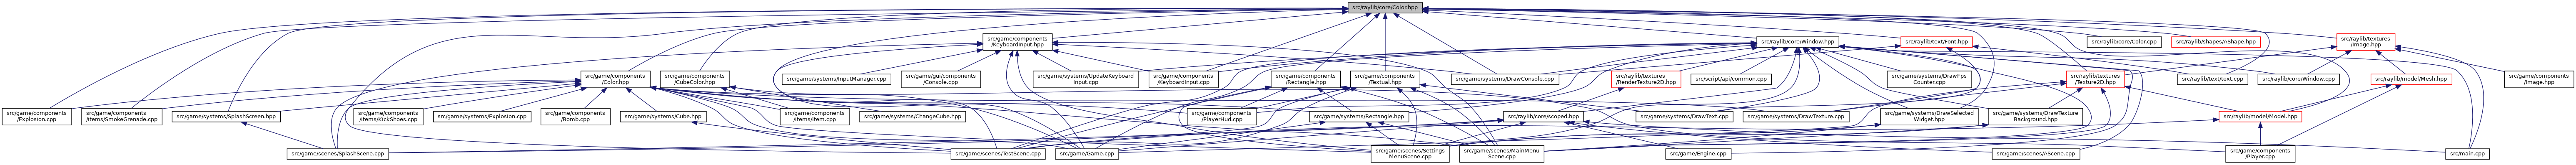 src/raylib/core/Color.hpp
src/game/components
/KeyboardInput.hpp
src/raylib/core/Window.hpp
src/raylib/text/Font.hpp
src/raylib/core/Color.cpp
src/raylib/shapes/AShape.hpp
src/raylib/textures
/Image.hpp
src/game/components
/Color.hpp
src/game/components
/CubeColor.hpp
src/game/systems/InputManager.cpp
src/game/gui/components
/Console.cpp
src/game/systems/UpdateKeyboard
Input.cpp
src/game/components
/KeyboardInput.cpp
src/game/components
/Rectangle.hpp
src/game/components
/Textual.hpp
src/game/systems/DrawConsole.cpp
src/raylib/textures
/RenderTexture2D.hpp
src/script/api/common.cpp
src/game/systems/DrawFps
Counter.cpp
src/raylib/textures
/Texture2D.hpp
src/raylib/text/text.cpp
src/raylib/core/Window.cpp
src/raylib/model/Mesh.hpp
src/game/components
/Image.hpp
src/game/components
/Explosion.cpp
src/game/components
/items/SmokeGrenade.cpp
src/game/systems/SplashScreen.hpp
src/game/components
/items/KickShoes.cpp
src/game/systems/Explosion.cpp
src/game/components
/Bomb.cpp
src/game/systems/Cube.hpp
src/game/components
/items/Item.cpp
src/game/systems/ChangeCube.hpp
src/game/components
/PlayerHud.cpp
src/game/systems/Rectangle.hpp
src/raylib/core/scoped.hpp
src/game/systems/DrawText.cpp
src/game/systems/DrawTexture.cpp
src/game/systems/DrawSelected
Widget.hpp
src/game/systems/DrawTexture
Background.hpp
src/raylib/model/Model.hpp
src/game/scenes/SplashScene.cpp
src/game/scenes/TestScene.cpp
src/game/Game.cpp
src/game/scenes/Settings
MenuScene.cpp
src/game/scenes/MainMenu
Scene.cpp
src/game/Engine.cpp
src/game/scenes/AScene.cpp
src/game/components
/Player.cpp
src/main.cpp